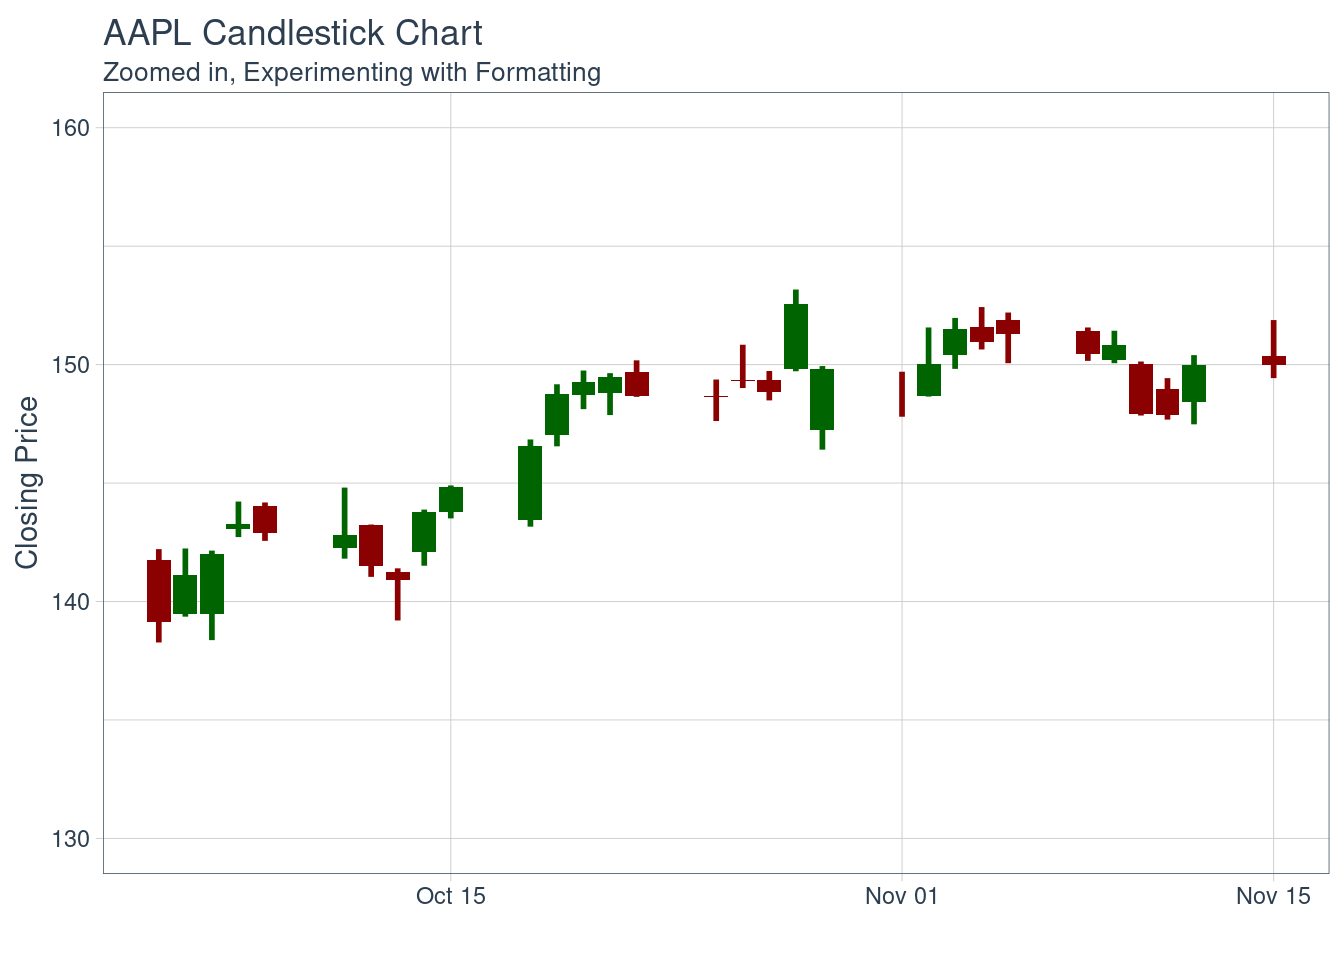 AAPL Candlestick Chart
Zoomed in, Experimenting with Formatting
160
150
140
130
Closing Price
Oct 15
Nov 01
Nov 15